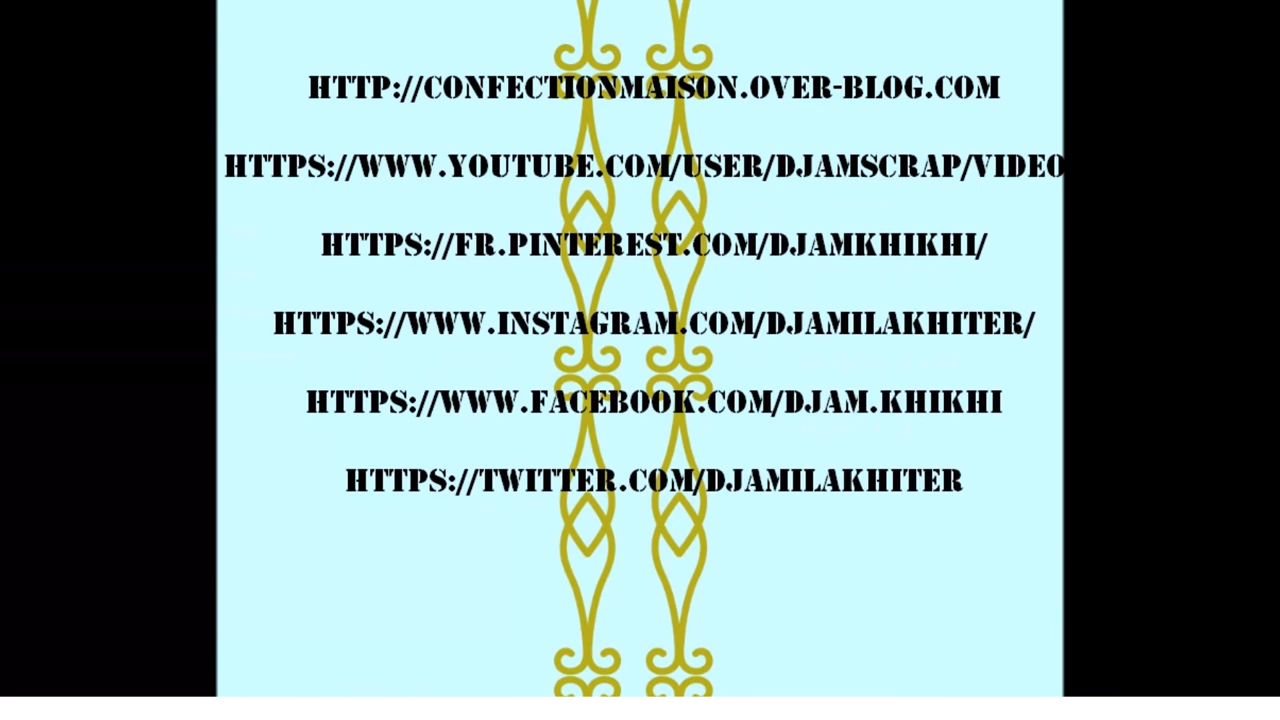 HTTP://CONFECTIONMAISON.OVER-BLOG.COM
HTTPS://WWW.YOUTUBE.COM/USER/DJAMSCRAP/VIDEO
HTTPS://FR.PINTEREST.COM/DJAMKHIKHI/
HTTPS://WWW.INSTAGRAM.COM/DJAMILAKHITER/
HTTPS://WWW.FACEBOOK.COM/DJAM.KHIKHI
HTTPS://TWITTER.COM/DJAMILAKHITER